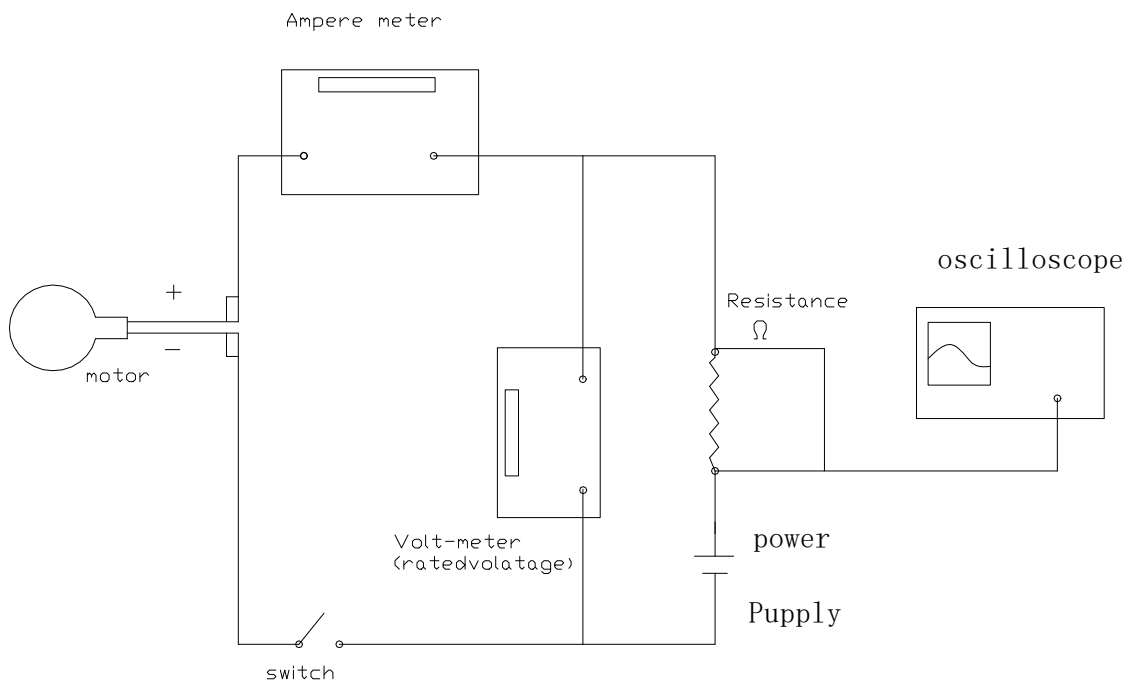 Ampere meter
oscilloscope
+
Resistance
Ω
−
motor
Volt-meter
(ratedvolatage)
power
Pupply
switch